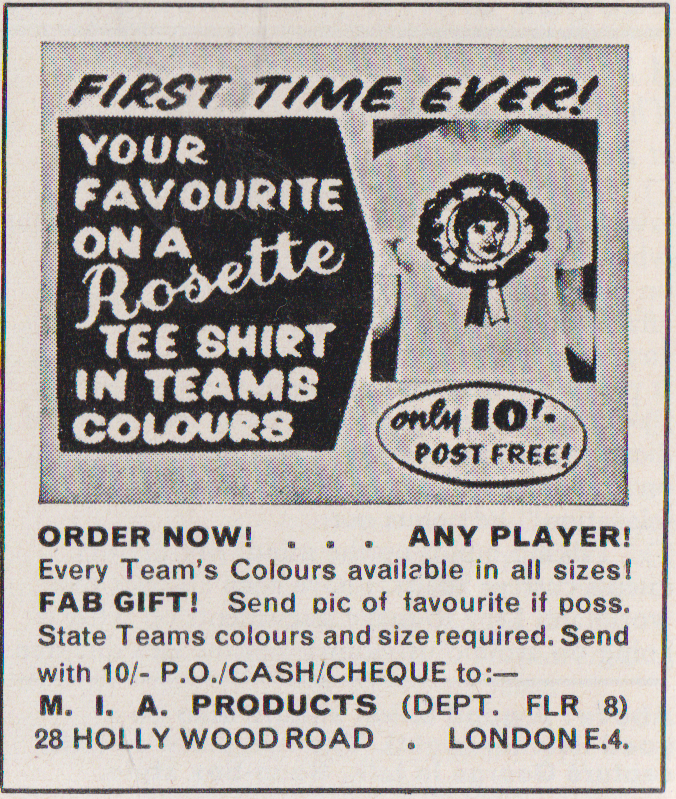 FIRST TIME EVER!
YOUR
FAVOURITE
ON A
Rosette
TEE SHIRT
IN TEAMS
COLOURS
only 10/-
POST FREE!
ORDER NOW! . . . ANY PLAYER!
Every Team's Colours available in all sizes!
FAB GIFT! Send pic of favourite if poss.
State Teams colours and size required. Send
with 10/- P.O./CASH/CHEQUE to:—
M. I. A. PRODUCTS (DEPT. FLR 8)
28 HOLLY WOOD ROAD . LONDON E.4.